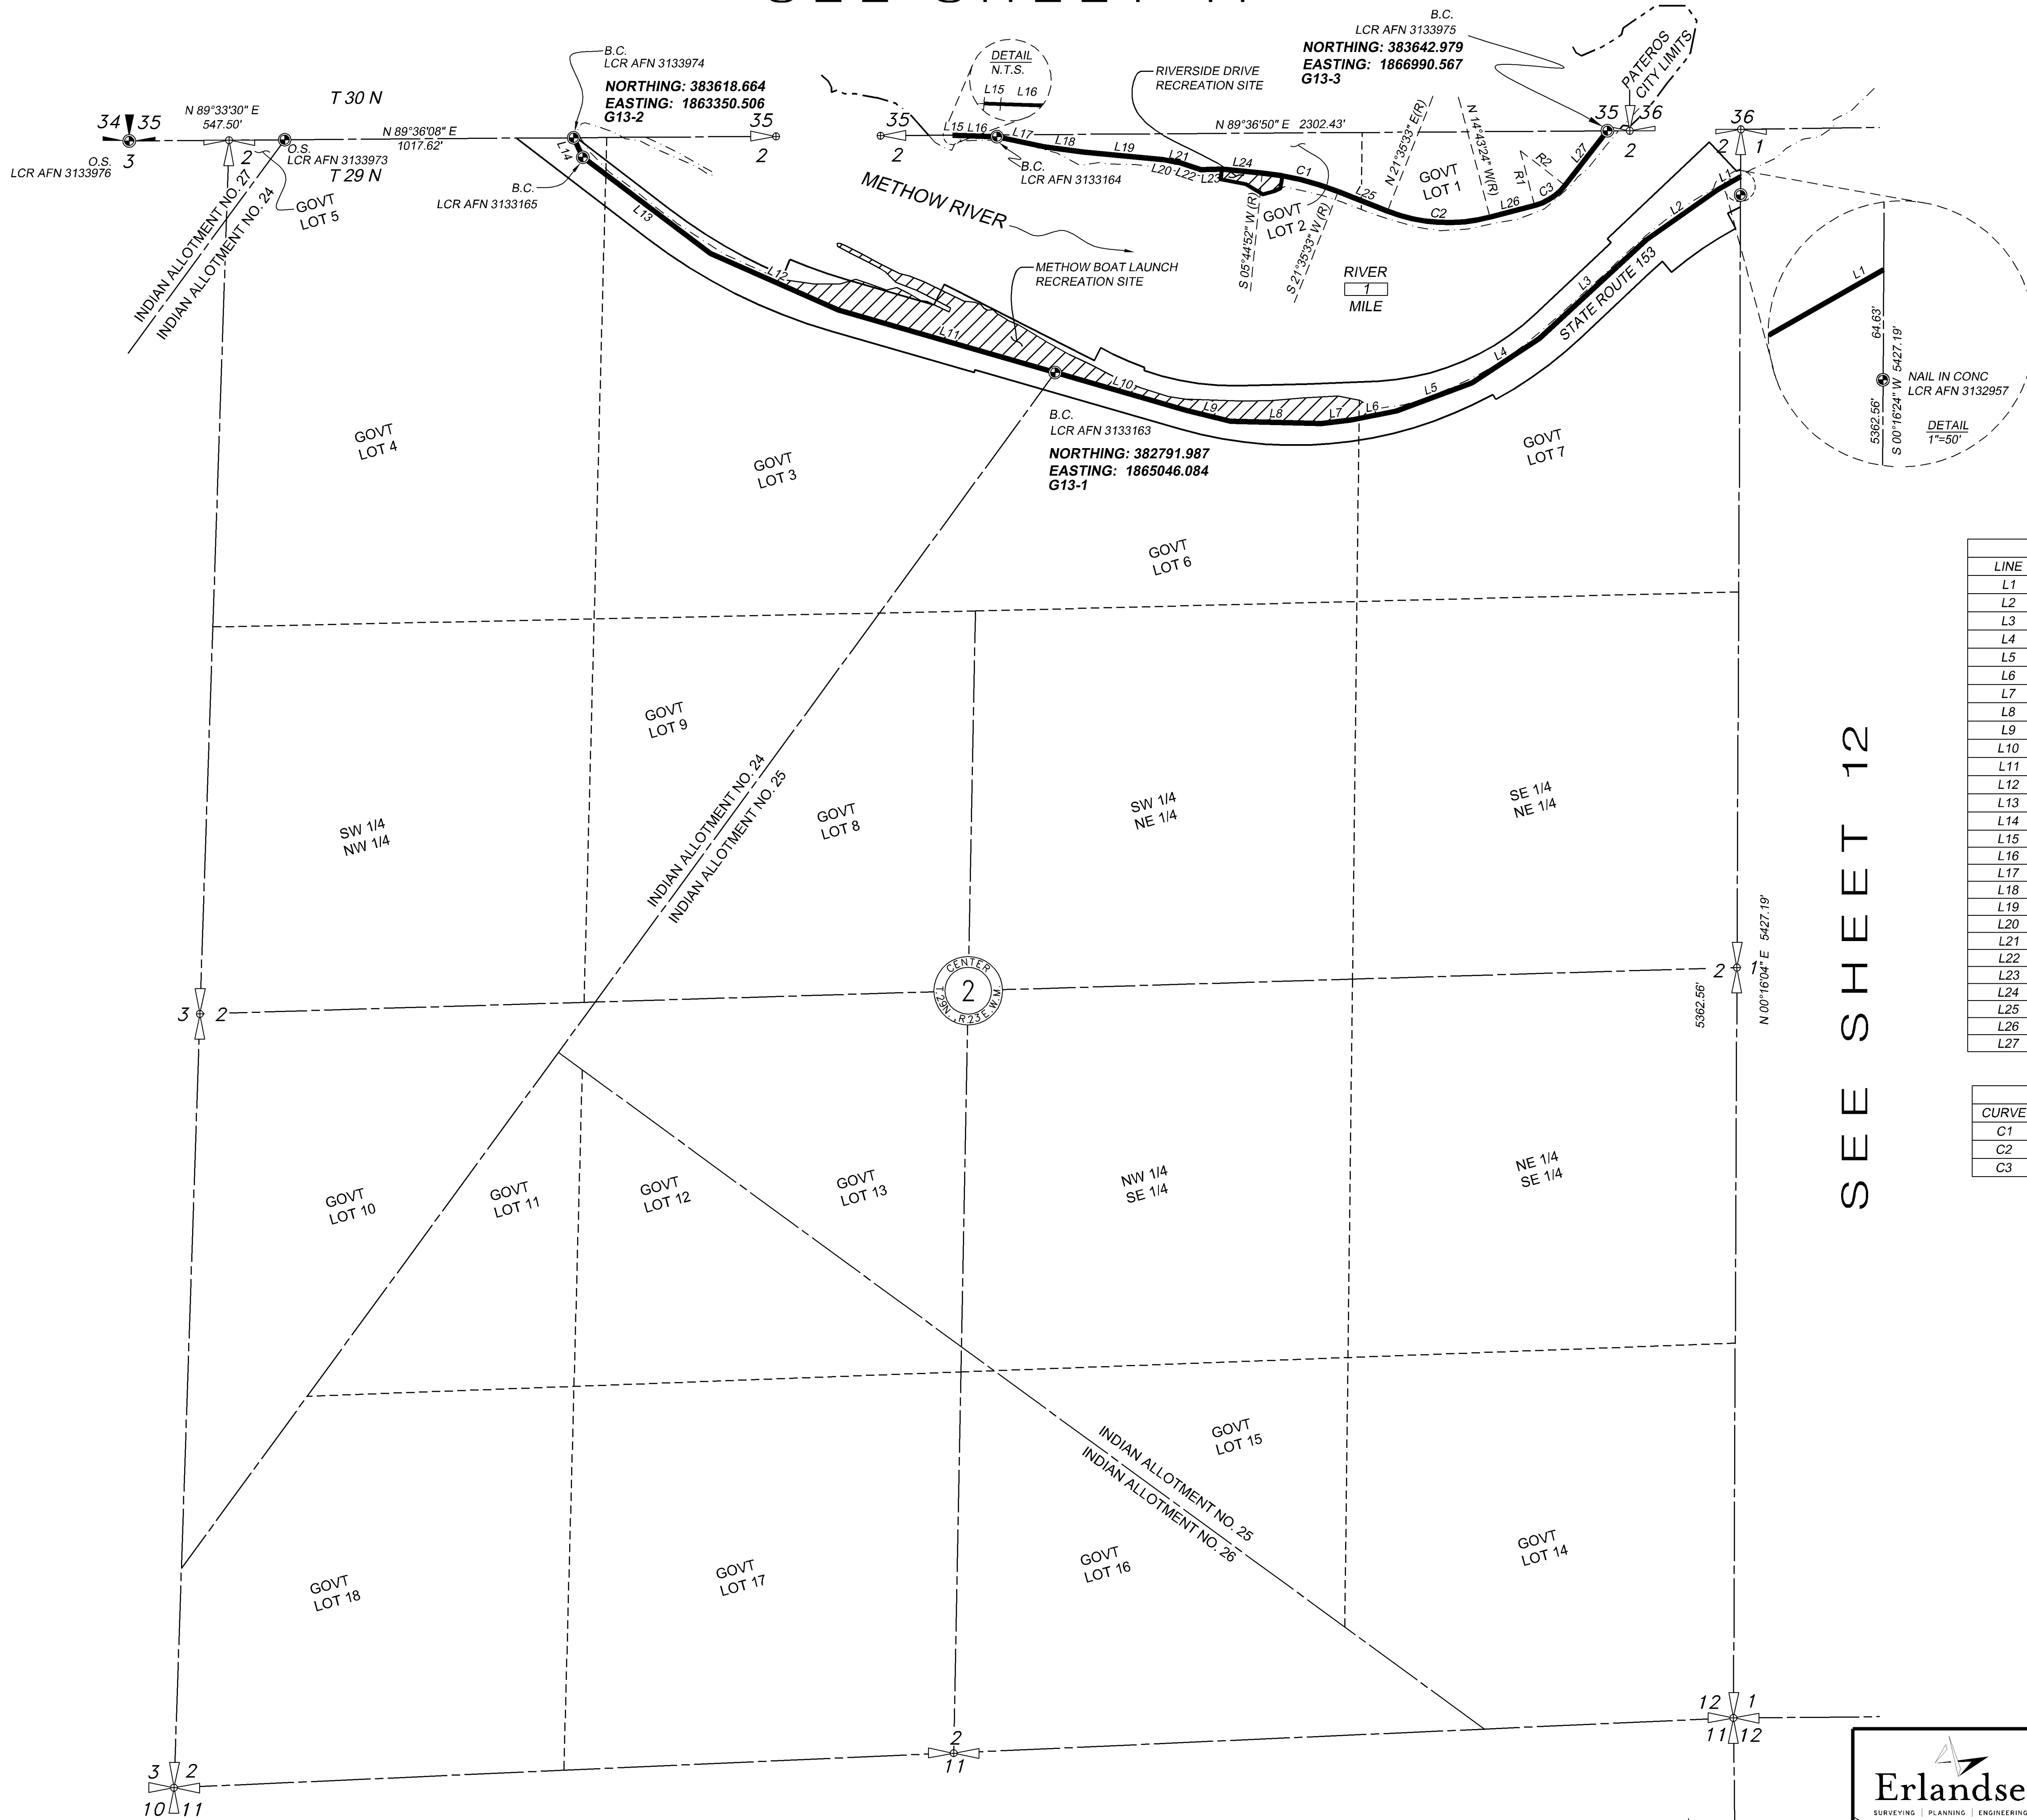 B.C.
LCR AFN 3133974
NORTHING: 383618.664
EASTING: 1863350.506
G13-2
DETAIL
N.T.S.
L15 L16
RIVERSIDE DRIVE
RECREATION SITE
B.C.
LCR AFN 3133975
NORTHING: 383642.979
EASTING: 1866990.567
G13-3
PATEROS
CITY LIMITS
T 30 N
N 89°33'30" E
547.50'
34 35
3
O.S.
LCR AFN 3133976
2
O.S.
LCR AFN 3133973
T 29 N
N 89°36'08" E
1017.62'
35
2
35
2
L15 L16
L17
L18
L19
L20
L21
L22
L23
L24
C1
L25
C2
L26
C3
L27
R1
R2
N 89°36'50" E 2302.43'
N 21°35'33" E(R)
N 14°43'24" W(R)
S 05°44'52" W (R)
S 21°35'33" W (R)
35 36
2
36
2 1
B.C.
LCR AFN 3133164
GOVT
LOT 1
GOVT
LOT 2
INDIAN ALLOTMENT NO. 27
INDIAN ALLOTMENT NO. 24
GOVT
LOT 5
B.C.
LCR AFN 3133165
L14
L13
L12
L11
L10
L9
L8
L7
L6
L5
L4
L3
L2
L1
METHOW RIVER
METHOW BOAT LAUNCH
RECREATION SITE
RIVER
1
MILE
STATE ROUTE 153
L1
64.63'
5362.56'
S 00°16'24" W 5427.19'
NAIL IN CONC
LCR AFN 3132957
DETAIL
1"=50'
B.C.
LCR AFN 3133163
NORTHING: 382791.987
EASTING: 1865046.084
G13-1
GOVT
LOT 4
GOVT
LOT 3
GOVT
LOT 7
GOVT
LOT 6
GOVT
LOT 9
GOVT
LOT 8
SW 1/4
NW 1/4
SW 1/4
NE 1/4
SE 1/4
NE 1/4
INDIAN ALLOTMENT NO. 24
INDIAN ALLOTMENT NO. 25
CENTER
2
T.29N., R.23E.W.M.
3 2
2 1
5362.56'
N 00°16'04" E 5427.19'
SEE SHEET 12
LINE
L1
L2
L3
L4
L5
L6
L7
L8
L9
L10
L11
L12
L13
L14
L15
L16
L17
L18
L19
L20
L21
L22
L23
L24
L25
L26
L27
CURVE
C1
C2
C3
GOVT
LOT 10
GOVT
LOT 11
GOVT
LOT 12
GOVT
LOT 13
NW 1/4
SE 1/4
NE 1/4
SE 1/4
GOVT
LOT 15
INDIAN ALLOTMENT NO. 25
INDIAN ALLOTMENT NO. 26
GOVT
LOT 18
GOVT
LOT 17
GOVT
LOT 16
GOVT
LOT 14
3 2
10 11
2
11
12 1
11 12
Erlandse
SURVEYING | PLANNING | ENGINEERING